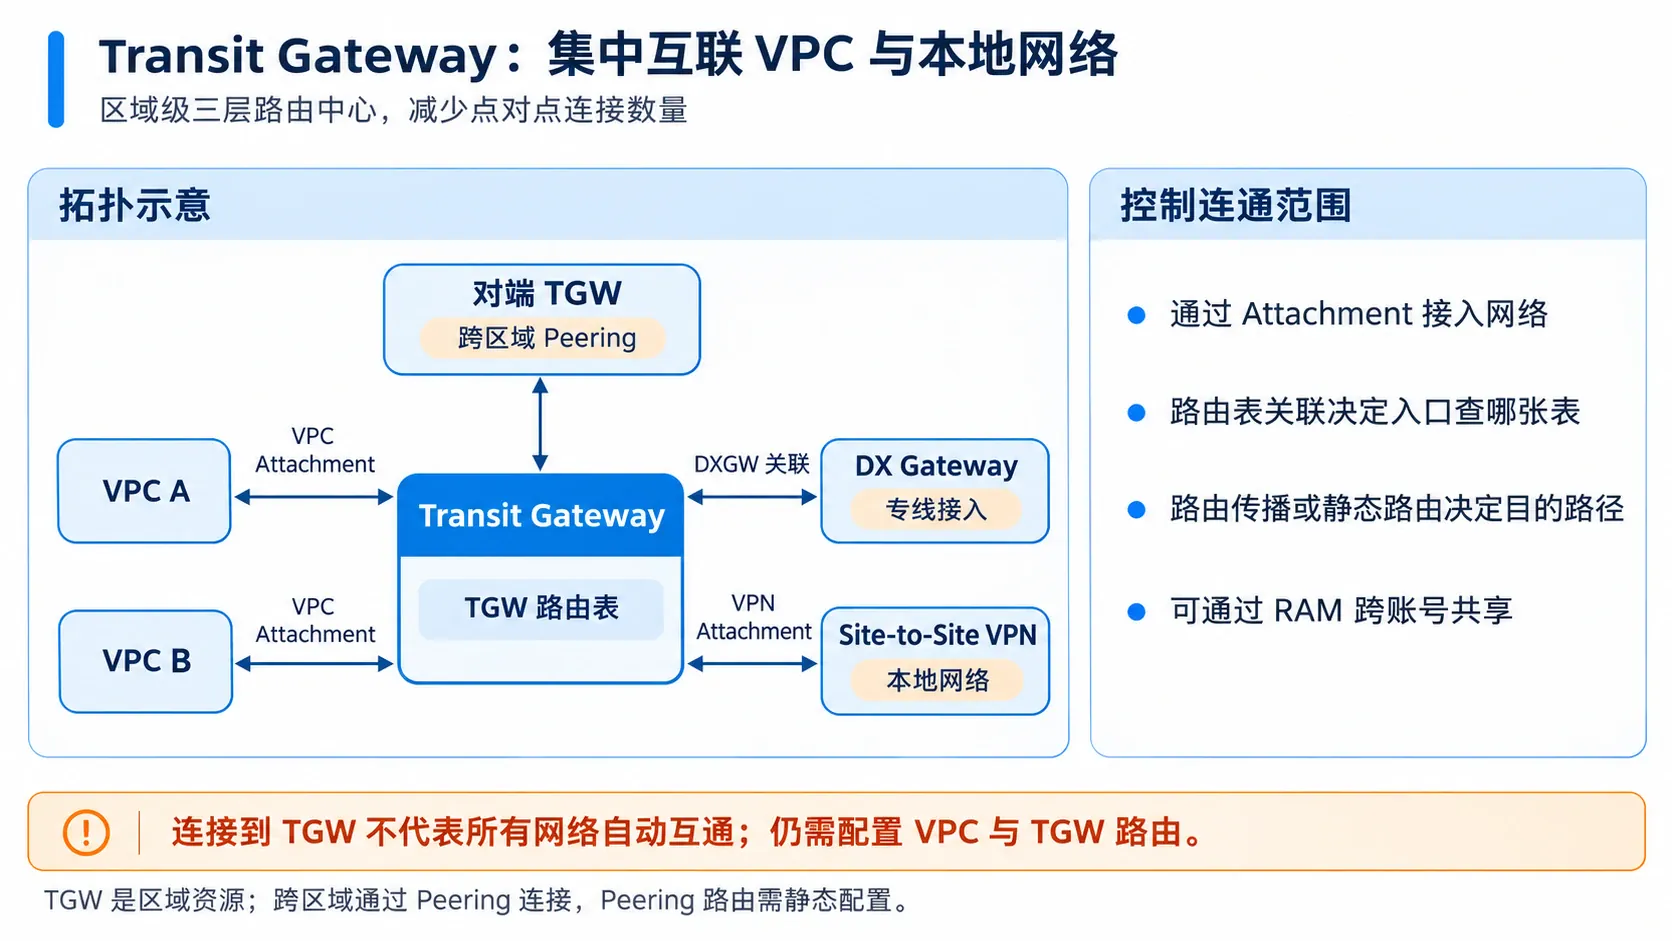 Transit Gateway：集中互联 VPC 与本地网络
区域级三层路由中心，减少点对点连接数量
拓扑示意
对端 TGW
跨区域 Peering
VPC A
VPC
Attachment
Transit Gateway
TGW 路由表
DXGW 关联
DX Gateway
专线接入
VPC B
VPC
Attachment
VPN
Attachment
Site-to-Site VPN
本地网络
控制连通范围
通过 Attachment 接入网络
路由表关联决定入口查哪张表
路由传播或静态路由决定目的路径
可通过 RAM 跨账号共享
连接到 TGW 不代表所有网络自动互通；仍需配置 VPC 与 TGW 路由。
TGW 是区域资源；跨区域通过 Peering 连接，Peering 路由需静态配置。